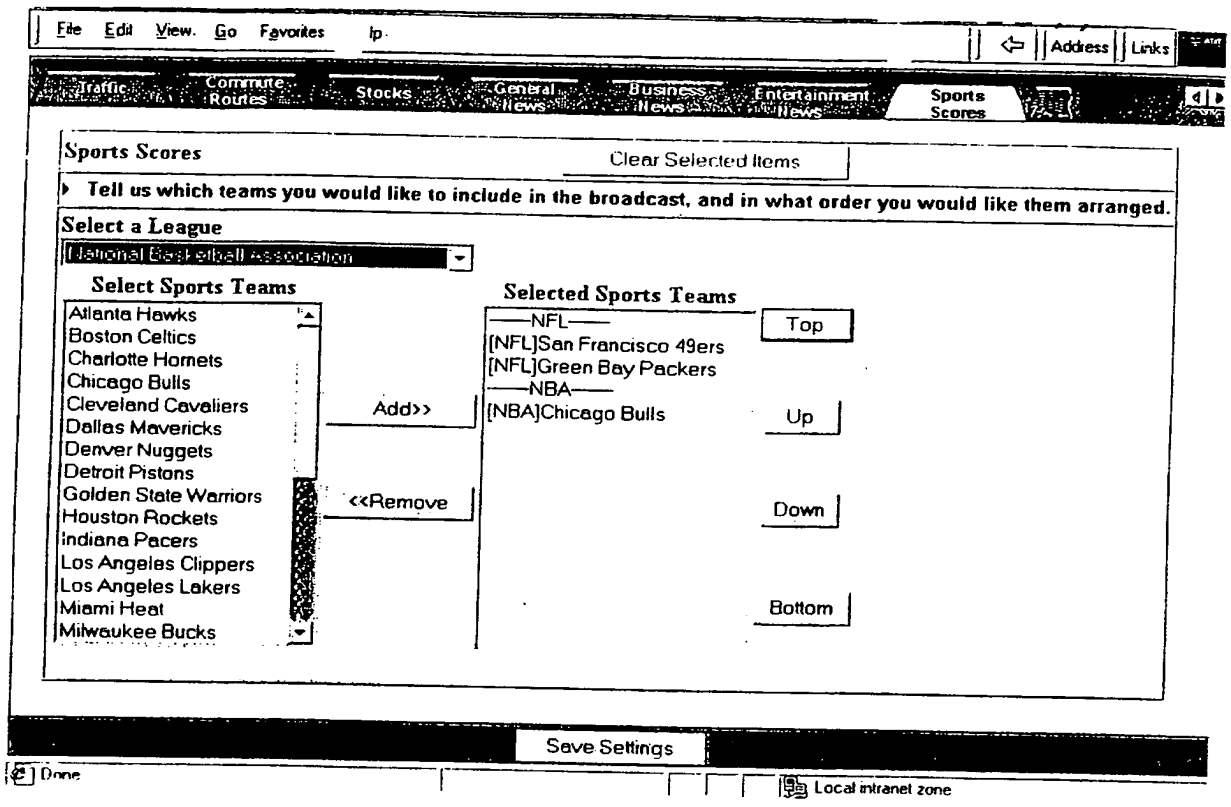 File Edit View Go Favorites
Address Links
Traffic Commute Routes Stocks General News Business News Entertainment News Sports Scores
Sports Scores
Clear Selected Items
Tell us which teams you would like to include in the broadcast, and in what order you would like them arranged.
Select a League
National Basketball Association
Select Sports Teams
Selected Sports Teams
Atlanta Hawks
Boston Celtics
Charlotte Hornets
Chicago Bulls
Cleveland Cavaliers
Dallas Mavericks
Denver Nuggets
Detroit Pistons
Golden State Warriors
Houston Rockets
Indiana Pacers
Los Angeles Clippers
Los Angeles Lakers
Miami Heat
Milwaukee Bucks
Add>>
<<Remove
——NFL——
[NFL]San Francisco 49ers
[NFL]Green Bay Packers
——NBA——
[NBA]Chicago Bulls
Top
Up
Down
Bottom
Save Settings
Done
Local intranet zone